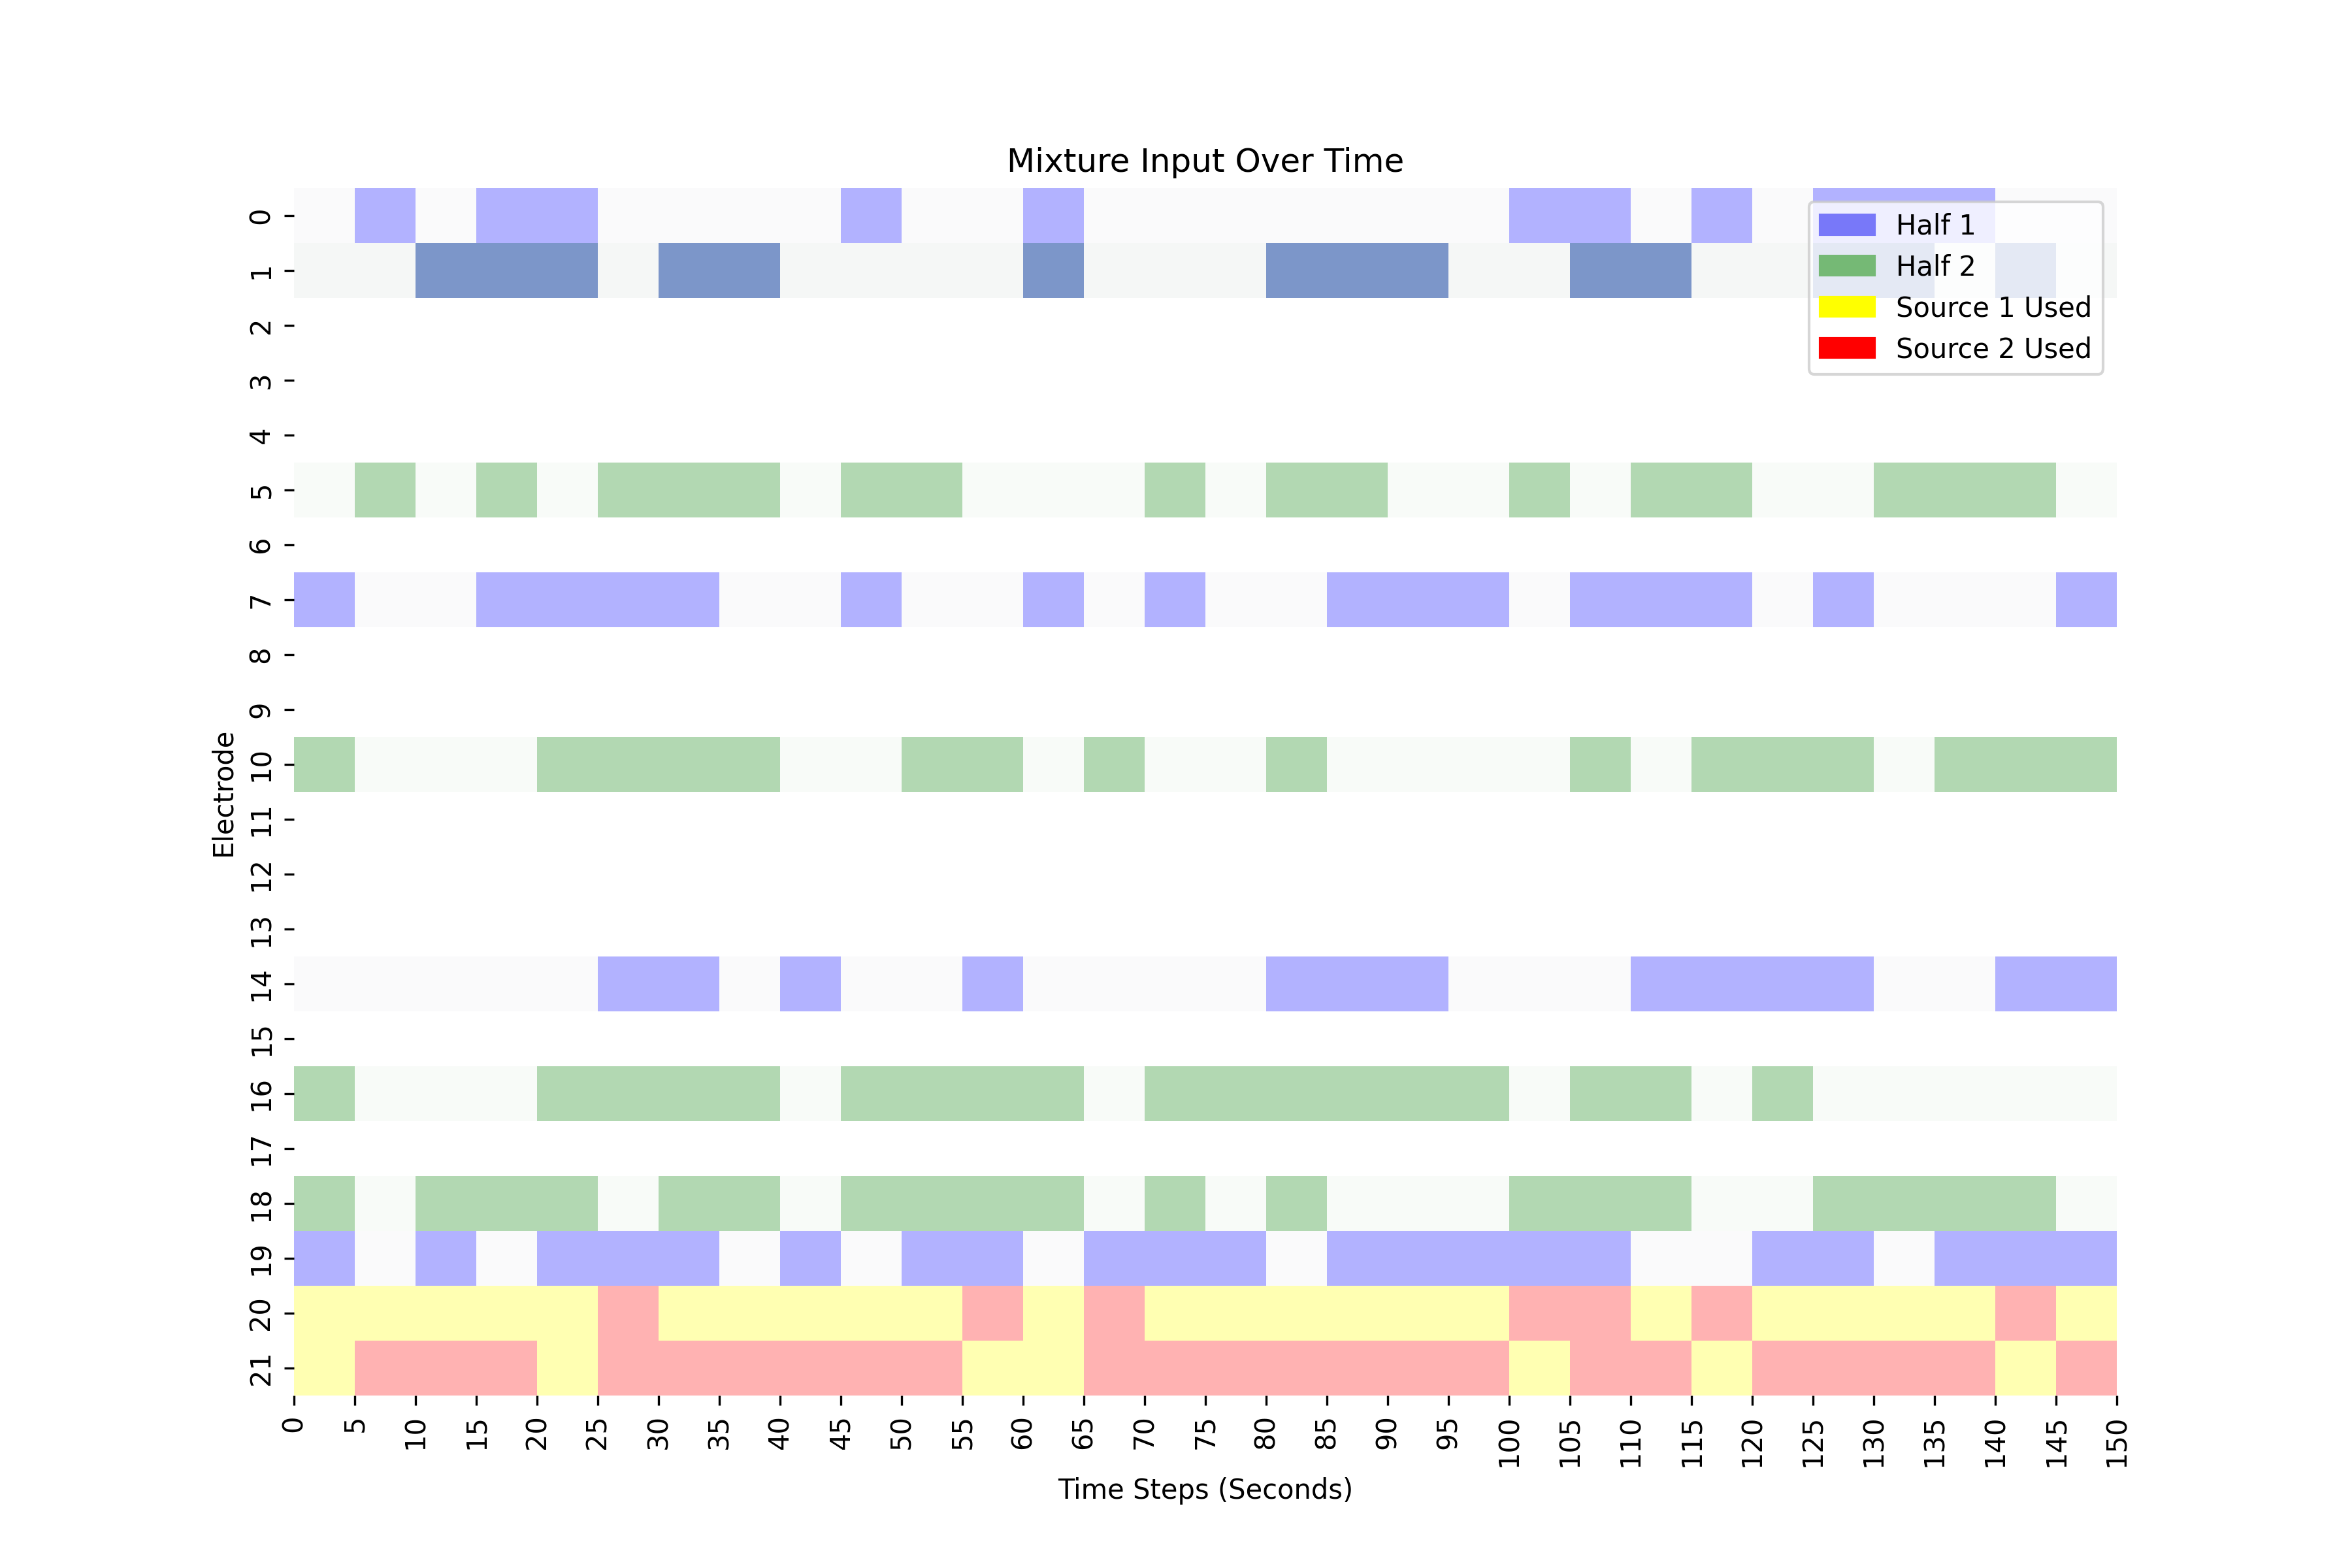 Mixture Input Over Time
Half 1
Half 2
Source 1 Used
Source 2 Used
Electrode
0
1
2
3
4
5
6
7
8
9
10
11
12
13
14
15
16
17
18
19
20
21
0 5 10 15 20 25 30 35 40 45 50 55 60 65 70 75 80 85 90 95 100 105 110 115 120 125 130 135 140 145 150
Time Steps (Seconds)